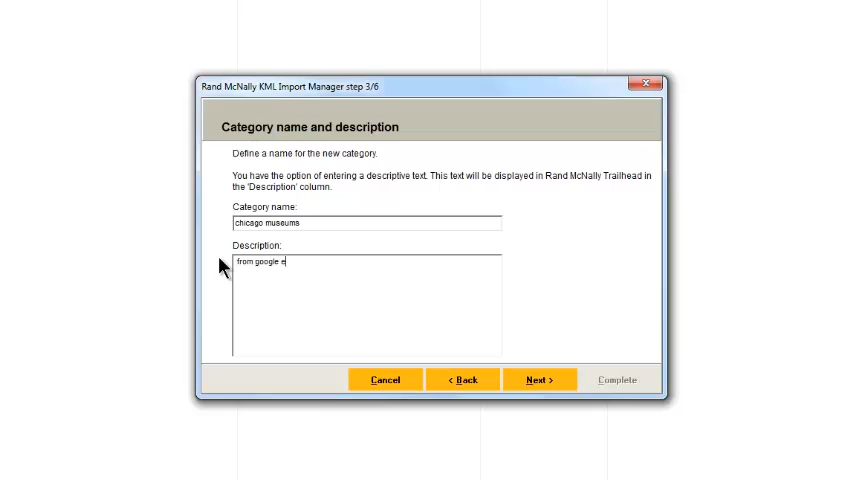 Rand McNally KML Import Manager step 3/6
Category name and description
Define a name for the new category.
You have the option of entering a descriptive text. This text will be displayed in Rand McNally Trailhead in
the 'Description' column.
Category name:
chicago museums
Description:
from google e
Cancel
< Back
Next >
Complete